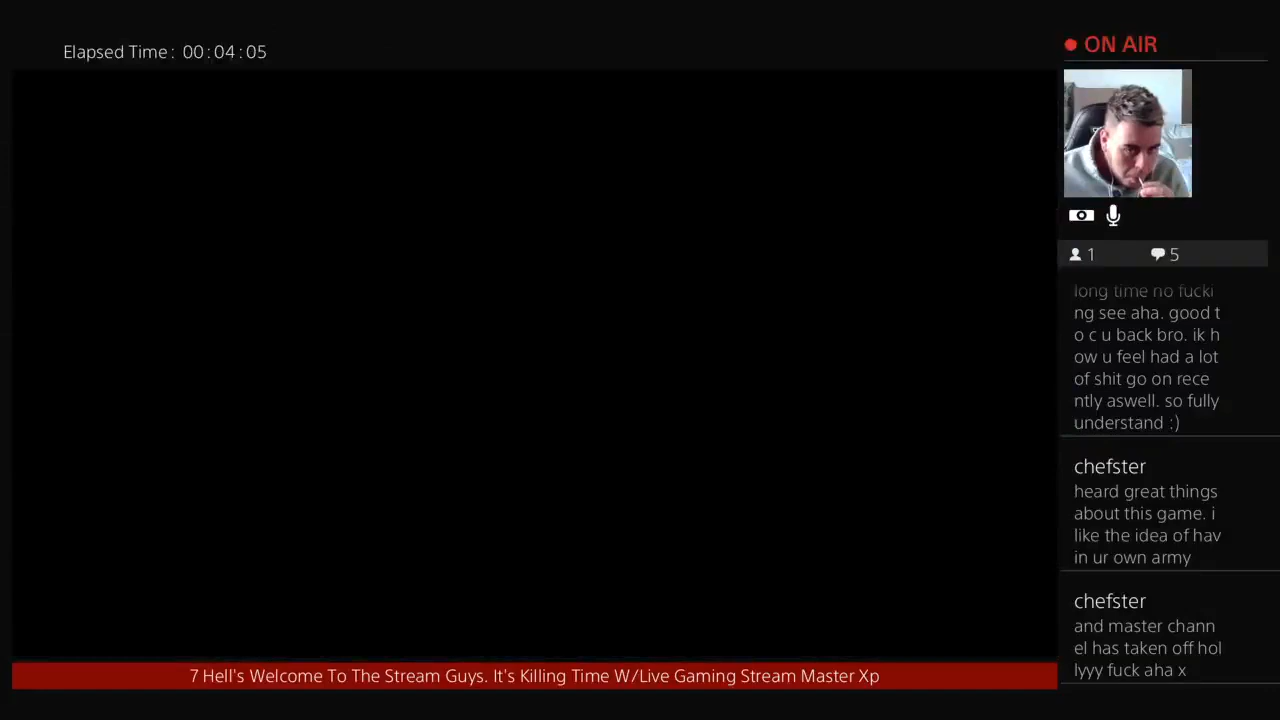 Elapsed Time: 00:04:05
ON AIR
1 5
long time no fucki
ng see aha. good t
o c u back bro. ik h
ow u feel had a lot
of shit go on rece
ntly aswell. so fully
understand :)
chefster
heard great things
about this game. i
like the idea of hav
in ur own army
chefster
and master chann
el has taken off hol
lyyy fuck aha x
7 Hell's Welcome To The Stream Guys. It's Killing Time W/Live Gaming Stream Master Xp